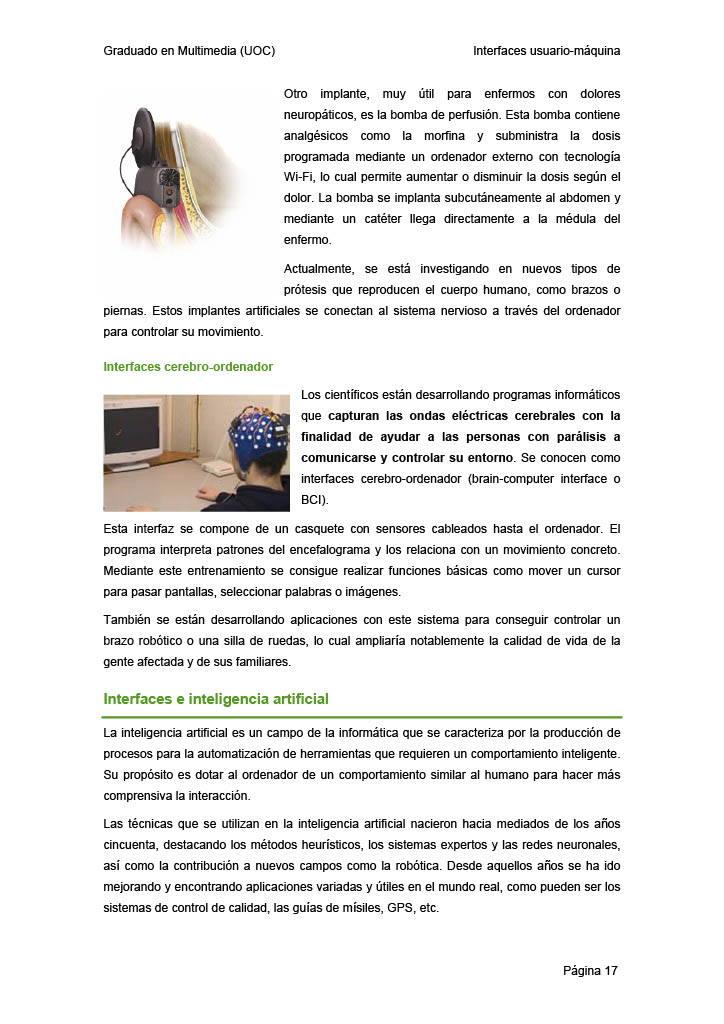 Graduado en Multimedia (UOC)
Interfaces usuario-máquina
Otro implante, muy útil para enfermos con dolores
neuropáticos, es la bomba de perfusión. Esta bomba contiene
analgésicos como la morfina y subministra la dosis
programada mediante un ordenador externo con tecnología
Wi-Fi, lo cual permite aumentar o disminuir la dosis según el
dolor. La bomba se implanta subcutáneamente al abdomen y
mediante un catéter llega directamente a la médula del
enfermo.
Actualmente, se está investigando en nuevos tipos de
prótesis que reproducen el cuerpo humano, como brazos o
piernas. Estos implantes artificiales se conectan al sistema nervioso a través del ordenador
para controlar su movimiento.
Interfaces cerebro-ordenador
Los científicos están desarrollando programas informáticos
que capturan las ondas eléctricas cerebrales con la
finalidad de ayudar a las personas con parálisis a
comunicarse y controlar su entorno. Se conocen como
interfaces cerebro-ordenador (brain-computer interface o
BCI).
Esta interfaz se compone de un casquete con sensores cableados hasta el ordenador. El
programa interpreta patrones del encefalograma y los relaciona con un movimiento concreto.
Mediante este entrenamiento se consigue realizar funciones básicas como mover un cursor
para pasar pantallas, seleccionar palabras o imágenes.
También se están desarrollando aplicaciones con este sistema para conseguir controlar un
brazo robótico o una silla de ruedas, lo cual ampliaría notablemente la calidad de vida de la
gente afectada y de sus familiares.
Interfaces e inteligencia artificial
La inteligencia artificial es un campo de la informática que se caracteriza por la producción de
procesos para la automatización de herramientas que requieren un comportamiento inteligente.
Su propósito es dotar al ordenador de un comportamiento similar al humano para hacer más
comprensiva la interacción.
Las técnicas que se utilizan en la inteligencia artificial nacieron hacia mediados de los años
cincuenta, destacando los métodos heurísticos, los sistemas expertos y las redes neuronales,
así como la contribución a nuevos campos como la robótica. Desde aquellos años se ha ido
mejorando y encontrando aplicaciones variadas y útiles en el mundo real, como pueden ser los
sistemas de control de calidad, las guías de mísiles, GPS, etc.
Página 17